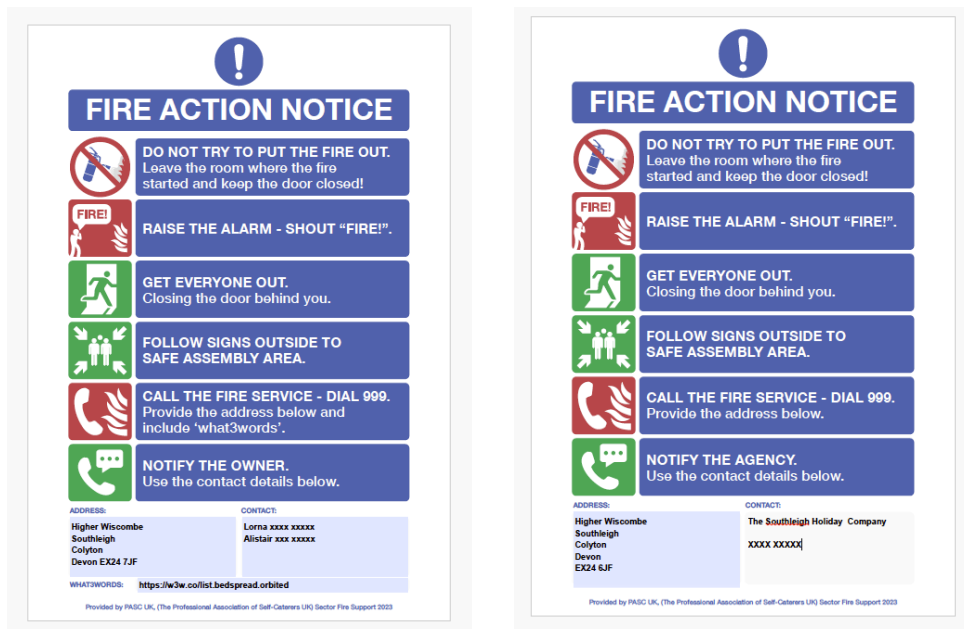 FIRE ACTION NOTICE
DO NOT TRY TO PUT THE FIRE OUT.
Leave the room where the fire
started and keep the door closed!
FIRE!
RAISE THE ALARM - SHOUT “FIRE!”.
GET EVERYONE OUT.
Closing the door behind you.
FOLLOW SIGNS OUTSIDE TO
SAFE ASSEMBLY AREA.
CALL THE FIRE SERVICE - DIAL 999.
Provide the address below and
include ‘what3words’.
NOTIFY THE OWNER.
Use the contact details below.
ADDRESS:
Higher Wiscombe
Southleigh
Colyton
Devon EX24 7JF
CONTACT:
Lorna xxxx xxxxx
Alistair xxx xxxxx
WHAT3WORDS: https://w3w.co/list.bedspread.orbited
Provided by PASC UK, (The Professional Association of Self-Caterers UK) Sector Fire Support 2023
FIRE ACTION NOTICE
DO NOT TRY TO PUT THE FIRE OUT.
Leave the room where the fire
started and keep the door closed!
FIRE!
RAISE THE ALARM - SHOUT “FIRE!”.
GET EVERYONE OUT.
Closing the door behind you.
FOLLOW SIGNS OUTSIDE TO
SAFE ASSEMBLY AREA.
CALL THE FIRE SERVICE - DIAL 999.
Provide the address below.
NOTIFY THE AGENCY.
Use the contact details below.
ADDRESS:
Higher Wiscombe
Southleigh
Colyton
Devon
EX24 6JF
CONTACT:
The Southleigh Holiday Company
XXXX XXXXX
Provided by PASC UK, (The Professional Association of Self-Caterers UK) Sector Fire Support 2023